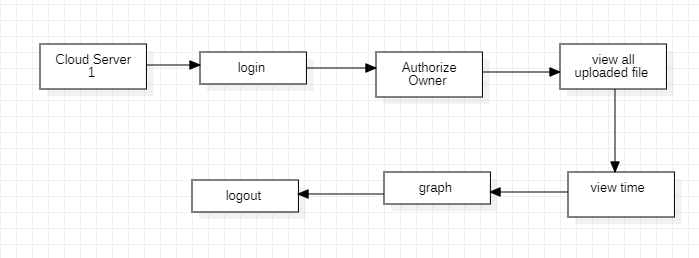 Cloud Server
1
login
Authorize
Owner
view all
uploaded file
view time
graph
logout